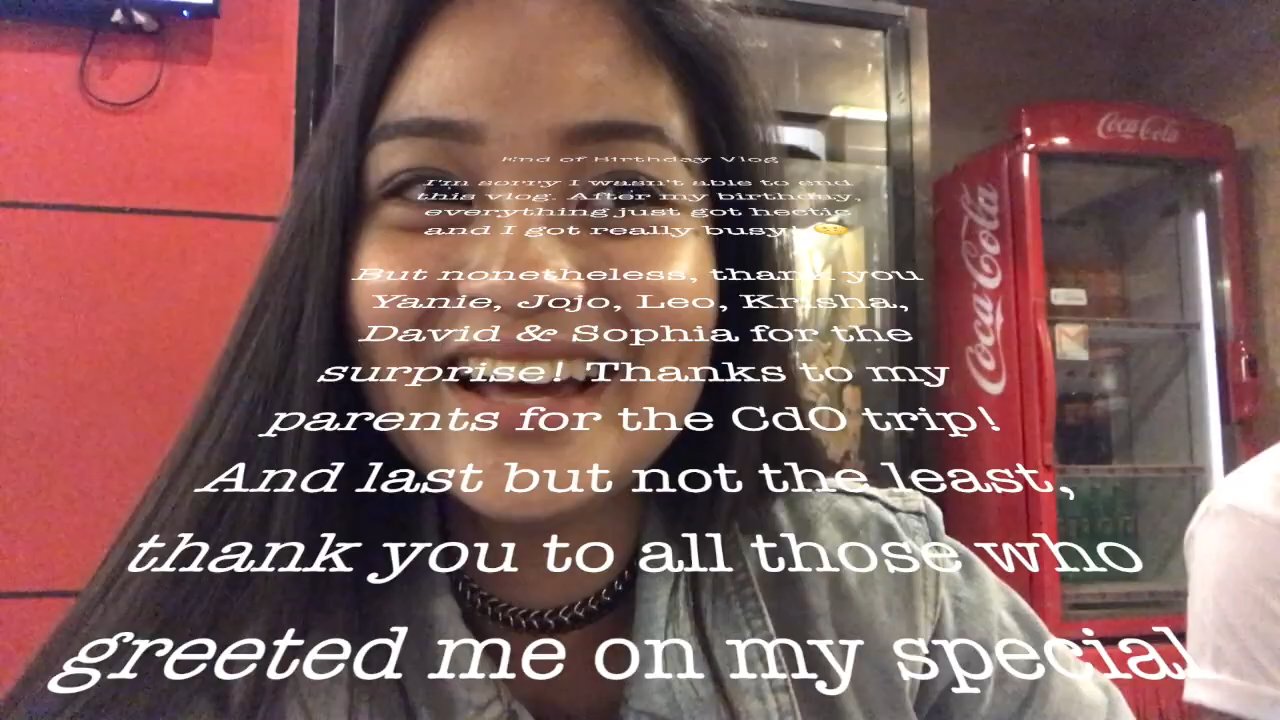 End of Birthday Vlog
I'm sorry I wasn't able to end
this vlog. After my birthday,
everything just got hectic
and I got really busy! 😕
But nonetheless, thank you
Yanie, Jojo, Leo, Krisha,
David & Sophia for the
surprise! Thanks to my
parents for the CdO trip!
And last but not the least,
thank you to all those who
greeted me on my special
Coca-Cola
Coca-Cola